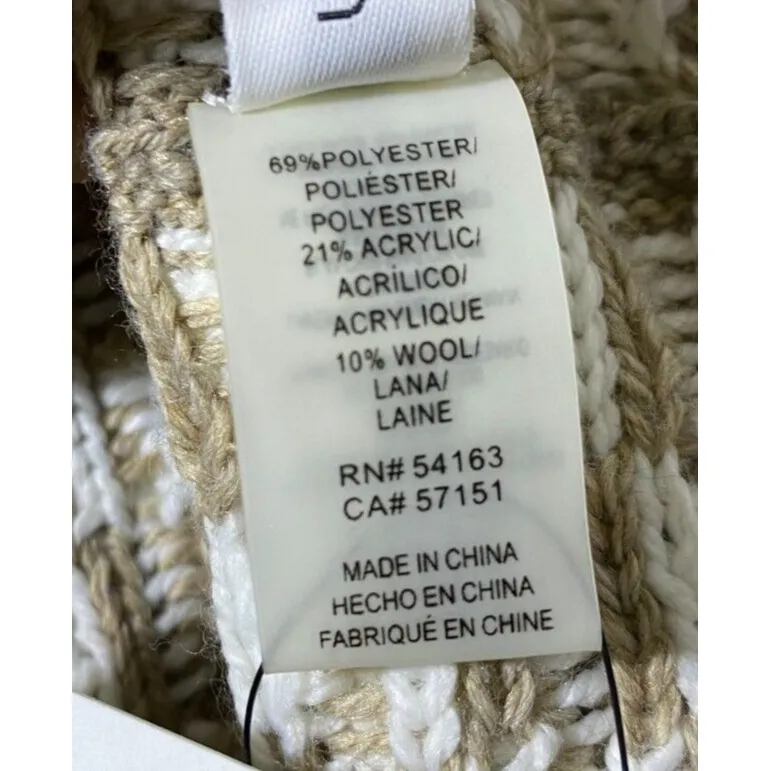 69%POLYESTER/
POLIÉSTER/
POLYESTER
21% ACRYLIC/
ACRÍLICO/
ACRYLIQUE
10% WOOL/
LANA/
LAINE
RN# 54163
CA# 57151
MADE IN CHINA
HECHO EN CHINA
FABRIQUÉ EN CHINE